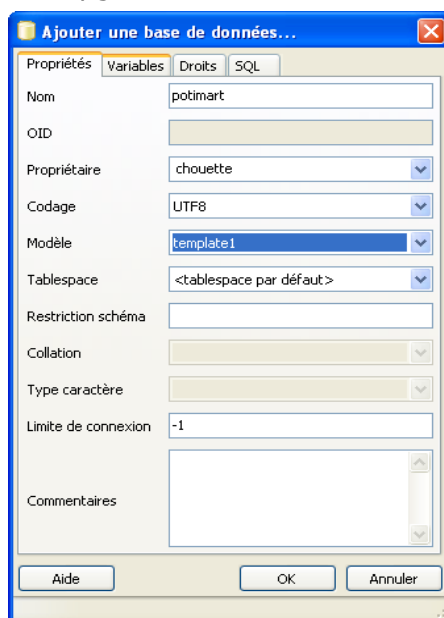 Ajouter une base de données...
Propriétés Variables Droits SQL
Nom potimart
OID
Propriétaire chouette
Codage UTF8
Modèle template1
Tablespace <tablespace par défaut>
Restriction schéma
Collation
Type caractère
Limite de connexion -1
Commentaires
Aide OK Annuler